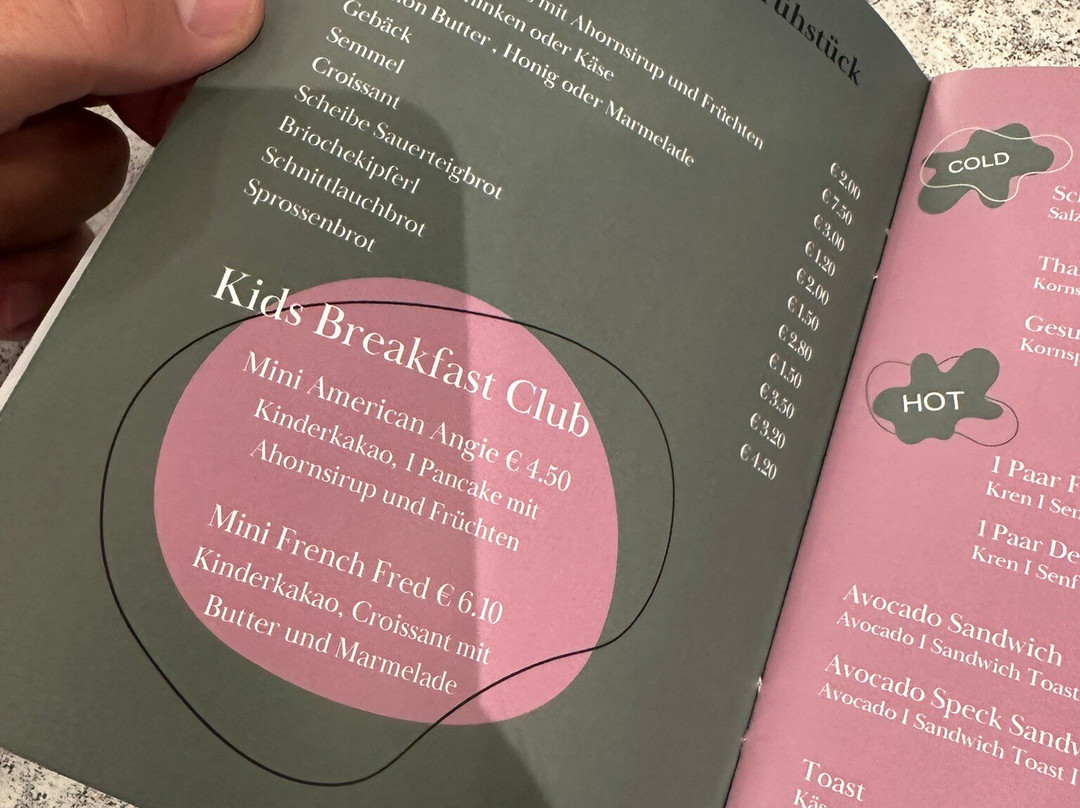 Frühstück
€ 2.00
mit Ahornsirup und Früchten € 7.50
oder Käse € 3.00
Butter , Honig oder Marmelade € 1.20
Gebäck € 2.00
Semmel € 1.50
Croissant € 2.80
Scheibe Sauerteigbrot € 1.50
Briochekipferl € 3.50
Schnittlauchbrot € 3.20
Sprossenbrot € 4.20
Kids Breakfast Club
Mini American Angie € 4.50
Kinderkakao, 1 Pancake mit
Ahornsirup und Früchten
Mini French Fred € 6.10
Kinderkakao, Croissant mit
Butter und Marmelade
COLD
HOT
1 Paar
Kren I
1 Paar
Kren I Senf
Avocado Sandwich
Avocado I Sandwich Toast
Avocado Speck
Avocado I Sandwich Toast I
Toast